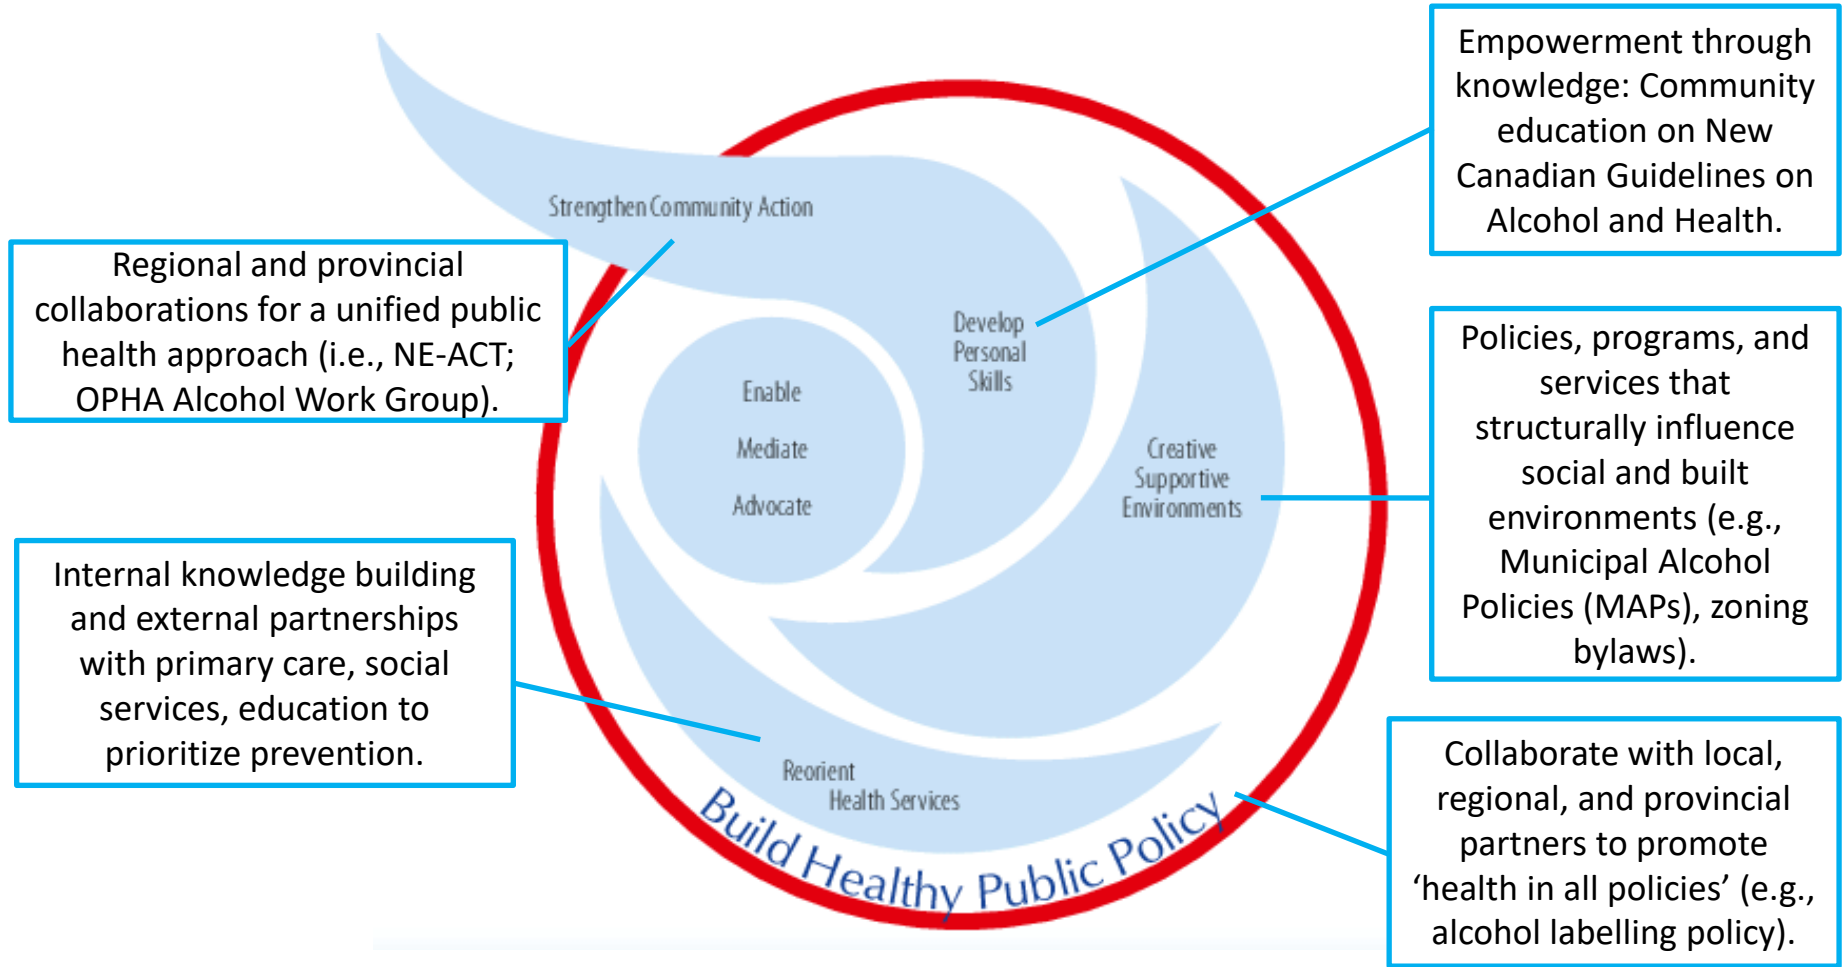 Empowerment through
knowledge: Community
education on New
Canadian Guidelines on
Alcohol and Health.
Strengthen Community Action
Regional and provincial
collaborations for a unified public
health approach (i.e., NE-ACT;
OPHA Alcohol Work Group).
Develop
Personal
Skills
Policies, programs, and
services that
structurally influence
social and built
environments (e.g.,
Municipal Alcohol
Policies (MAPs), zoning
bylaws).
Enable
Mediate
Advocate
Creative
Supportive
Environments
Internal knowledge building
and external partnerships
with primary care, social
services, education to
prioritize prevention.
Reorient
Health Services
Build Healthy Public Policy
Collaborate with local,
regional, and provincial
partners to promote
‘health in all policies’ (e.g.,
alcohol labelling policy).